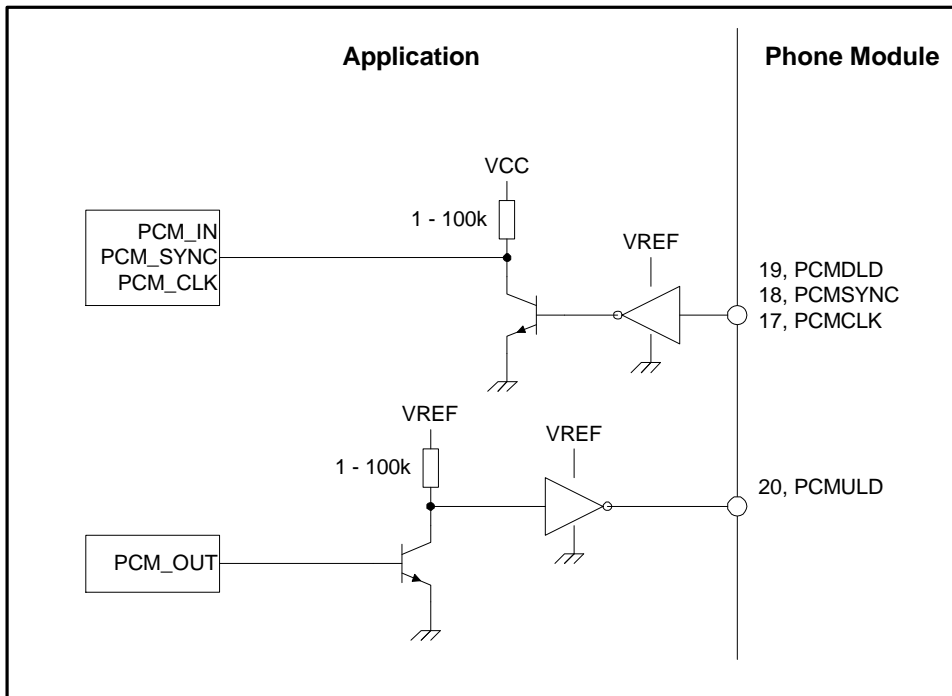 Application
Phone Module
VCC
1 - 100k
PCM_IN
PCM_SYNC
PCM_CLK
VREF
19, PCMDLD
18, PCMSYNC
17, PCMCLK
VREF
1 - 100k
VREF
20, PCMULD
PCM_OUT